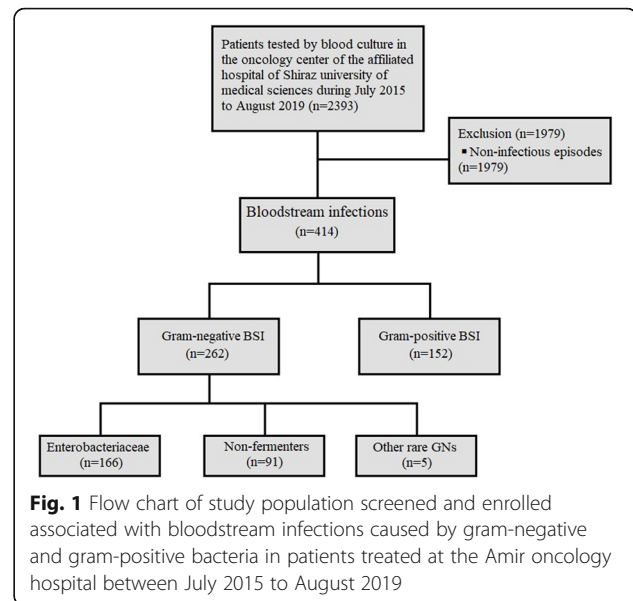 Patients tested by blood culture in
the oncology center of the affiliated
hospital of Shiraz university of
medical sciences during July 2015
to August 2019 (n=2393)
Exclusion (n=1979)
▪ Non-infectious episodes
(n=1979)
Bloodstream infections
(n=414)
Gram-negative BSI
(n=262)
Gram-positive BSI
(n=152)
Enterobacteriaceae
(n=166)
Non-fermenters
(n=91)
Other rare GNs
(n=5)
Fig. 1 Flow chart of study population screened and enrolled
associated with bloodstream infections caused by gram-negative
and gram-positive bacteria in patients treated at the Amir oncology
hospital between July 2015 to August 2019